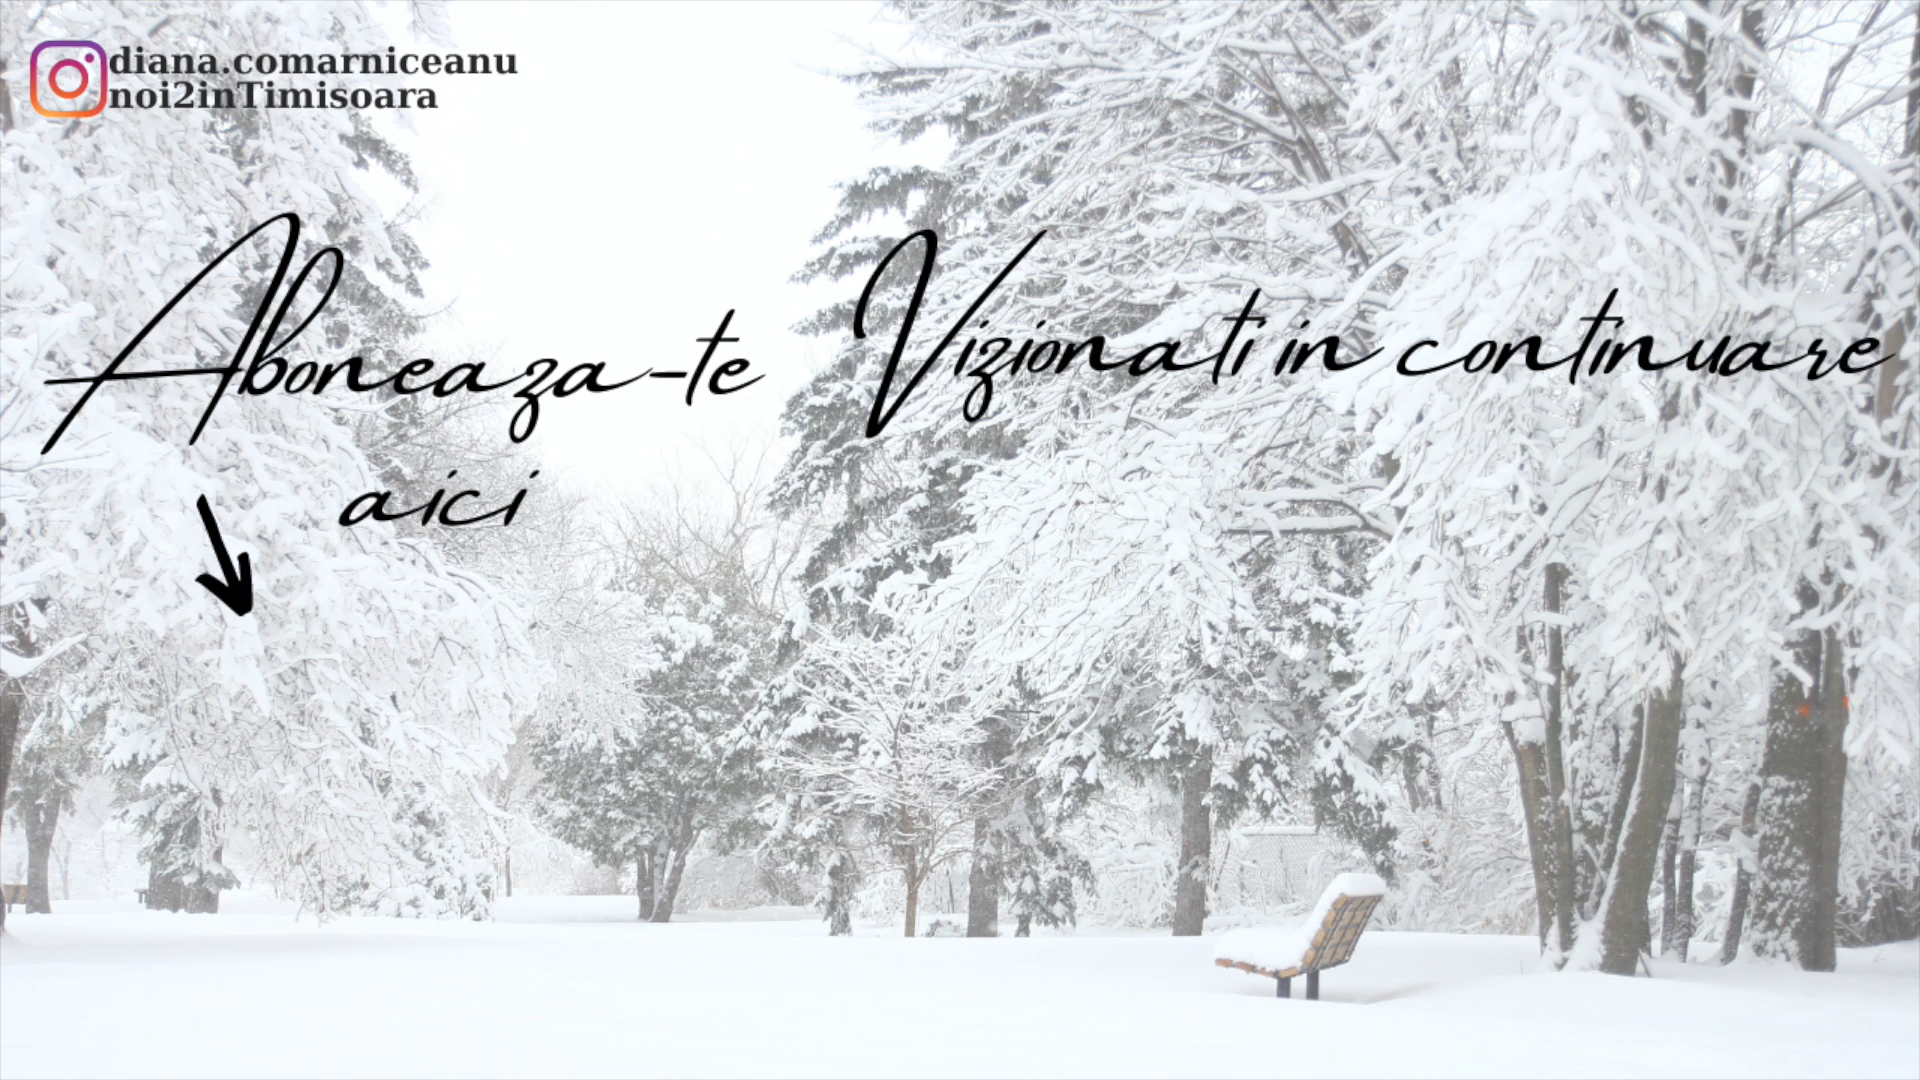 diana.comarniceanu
noi2inTimisoara
Aboneaza-te
aici
Vizionati in continuare